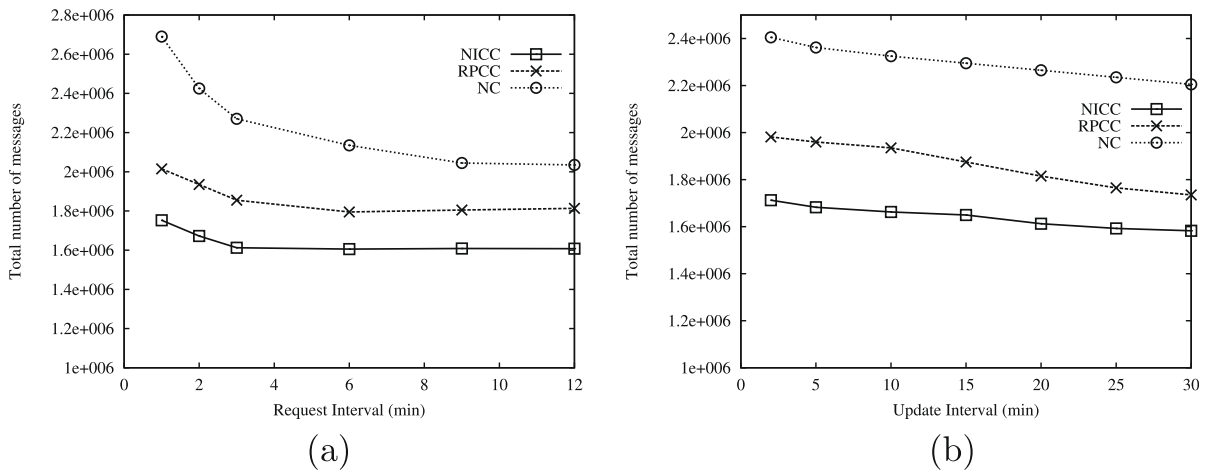 2.8e+006
2.6e+006
2.4e+006
2.2e+006
2e+006
1.8e+006
1.6e+006
1.4e+006
1.2e+006
1e+006
Total number of messages
NICC
RPCC
NC
0 2 4 6 8 10 12
Request Interval (min)
(a)
2.4e+006
2.2e+006
2e+006
1.8e+006
1.6e+006
1.4e+006
1.2e+006
1e+006
Total number of messages
NICC
RPCC
NC
0 5 10 15 20 25 30
Update Interval (min)
(b)